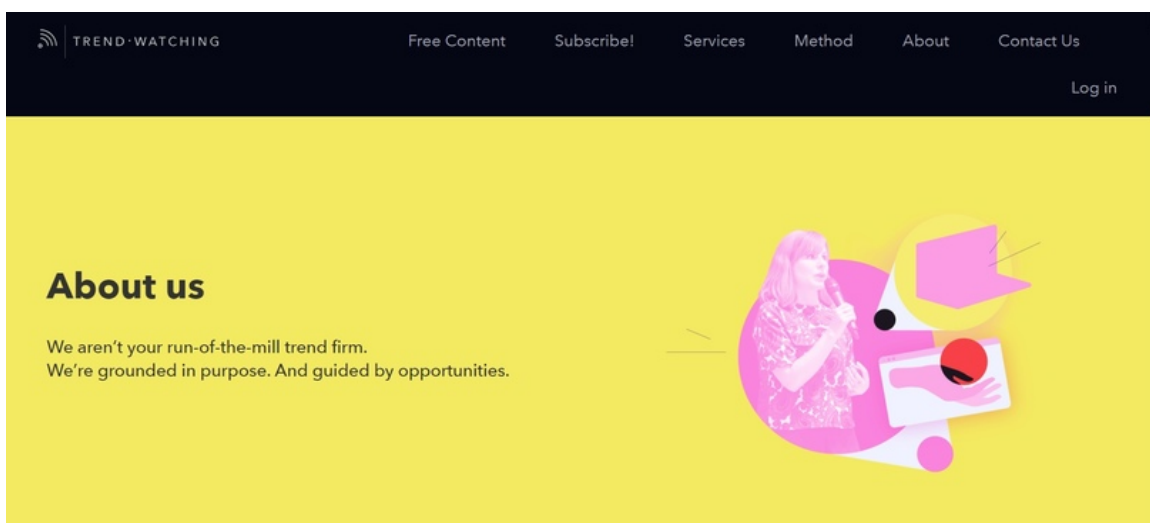 TREND·WATCHING
Free Content
Subscribe!
Services
Method
About
Contact Us
Log in
About us
We aren't your run-of-the-mill trend firm.
We're grounded in purpose. And guided by opportunities.